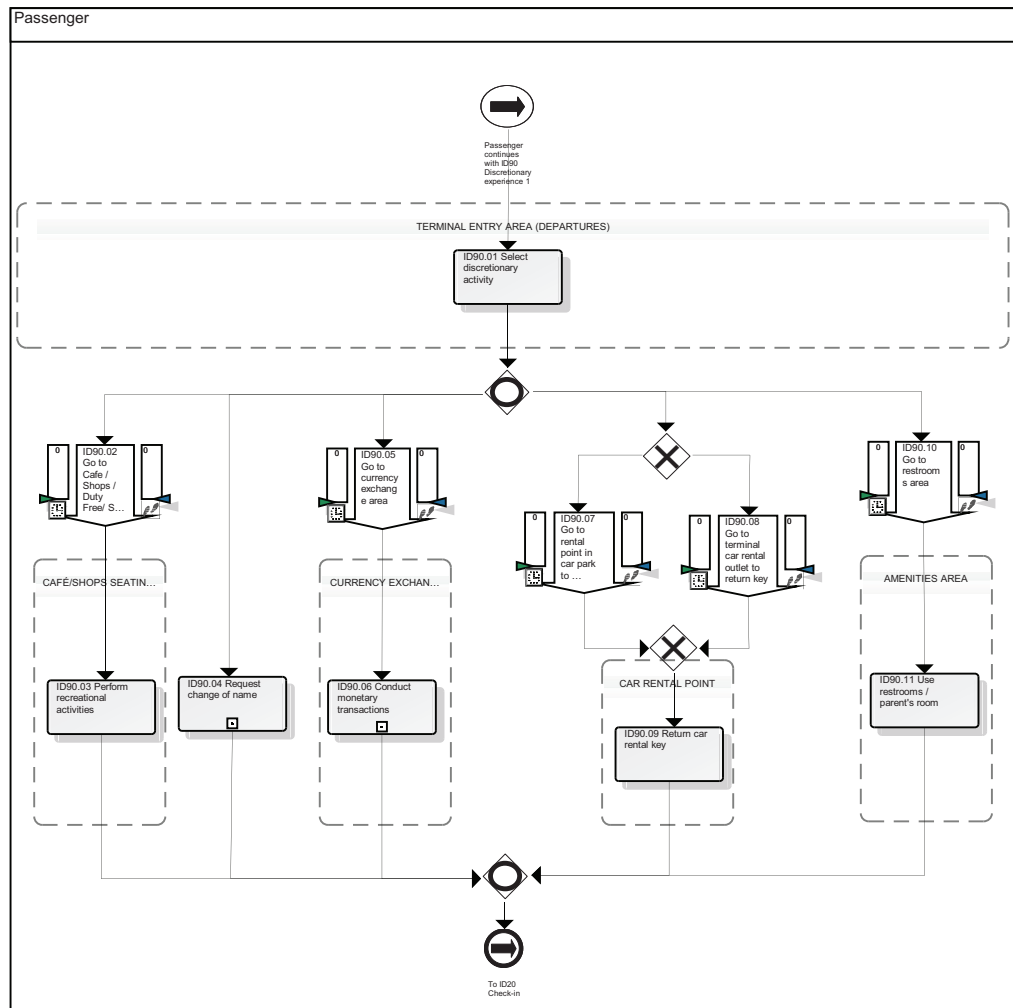 Passenger
Passenger
continues
with ID90
Discretionary
experience 1
TERMINAL ENTRY AREA (DEPARTURES)
ID90.01 Select
discretionary
activity
0
ID90.02
Go to
Cafe /
Shops /
Duty
Free/ S...
0
0
ID90.05
Go to
currency
exchang
e area
0
0
ID90.07
Go to
rental
point in
car park
to ...
0
0
ID90.08
Go to
terminal
car rental
outlet to
return key
0
0
ID90.10
Go to
restroom
s area
0
CAFÉ/SHOPS SEATIN...
CURRENCY EXCHAN...
AMENITIES AREA
ID90.03 Perform
recreational
activities
ID90.04 Request
change of name
ID90.06 Conduct
monetary
transactions
CAR RENTAL POINT
ID90.09 Return car
rental key
ID90.11 Use
restrooms /
parent's room
To ID20
Check-in